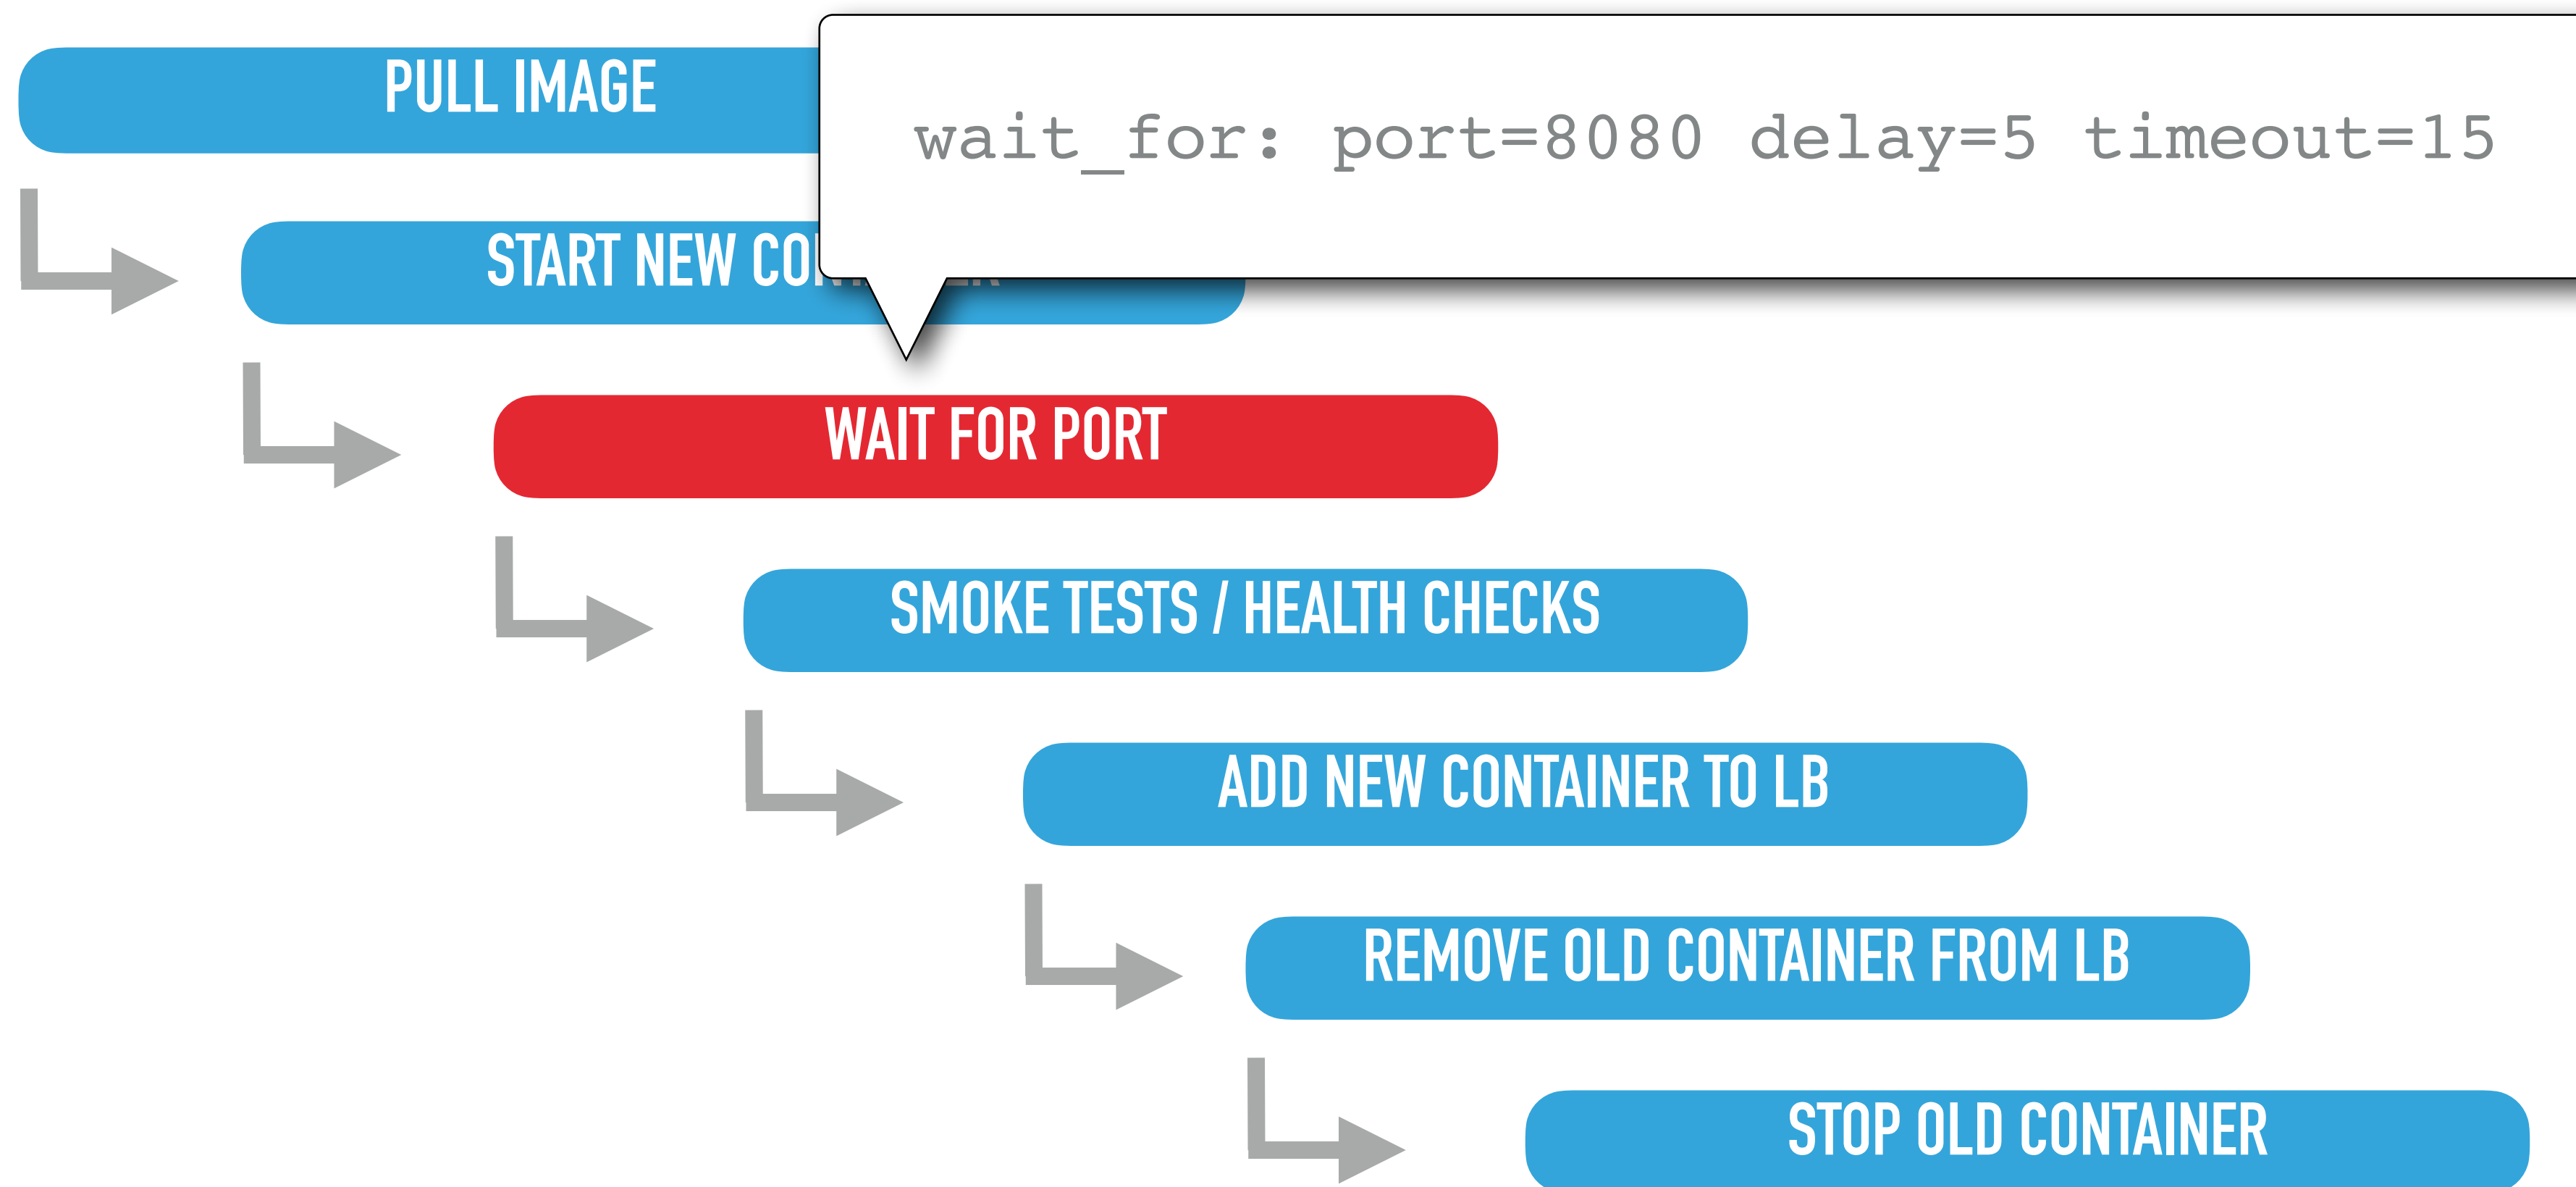 PULL IMAGE
wait_for: port=8080 delay=5 timeout=15
START NEW
WAIT FOR PORT
SMOKE TESTS / HEALTH CHECKS
ADD NEW CONTAINER TO LB
REMOVE OLD CONTAINER FROM LB
STOP OLD CONTAINER